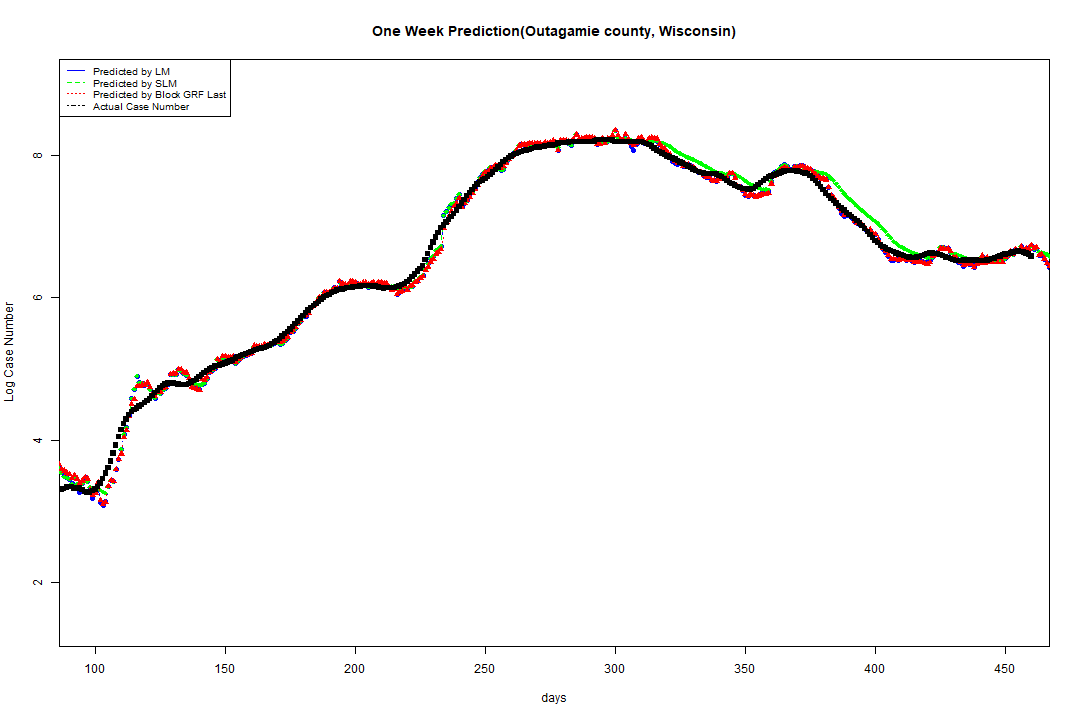 One Week Prediction(Outagamie county, Wisconsin)
Predicted by LM
Predicted by SLM
Predicted by Block GRF Last
Actual Case Number
8
6
4
2
Log Case Number
100 150 200 250 300 350 400 450
days